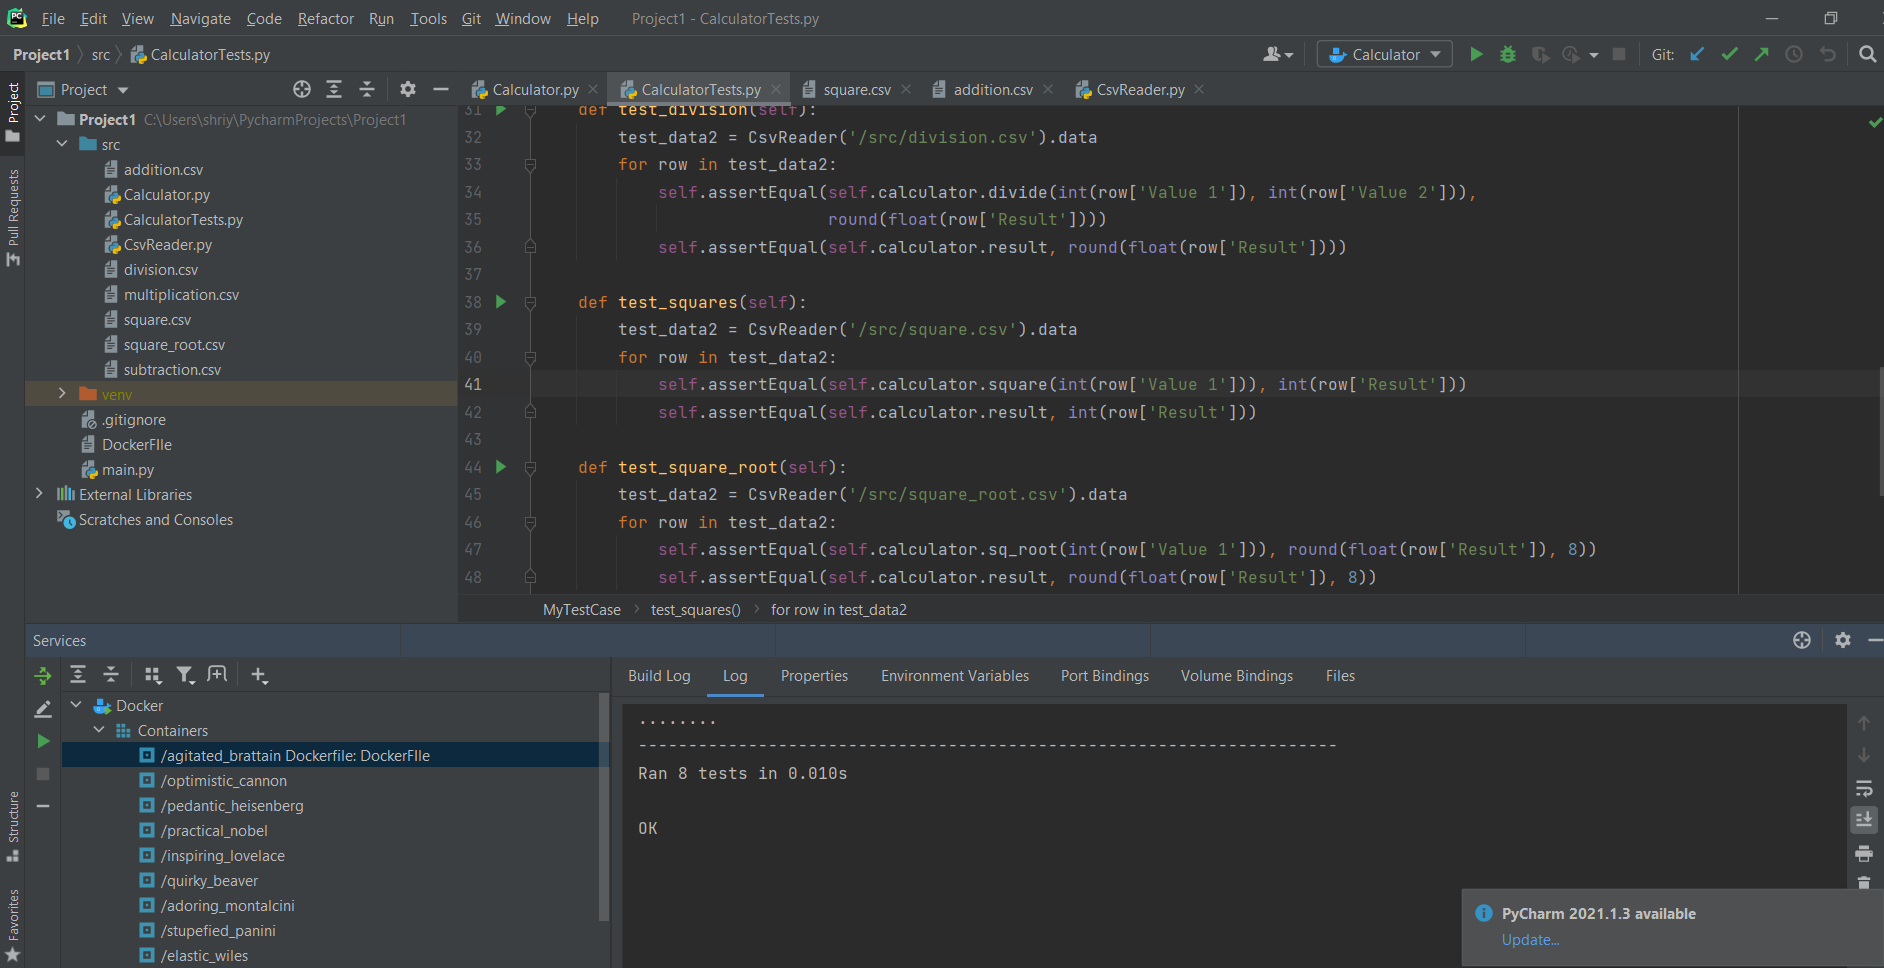 PC File Edit View Navigate Code Refactor Run Tools Git Window Help Project1 - CalculatorTests.py
Project1 src CalculatorTests.py Calculator Git:
Project
Calculator.py CalculatorTests.py square.csv addition.csv CsvReader.py
Project
Pull Requests
Structure
Favorites
Project1 C:\Users\shriy\PycharmProjects\Project1
src
addition.csv
Calculator.py
CalculatorTests.py
CsvReader.py
division.csv
multiplication.csv
square.csv
square_root.csv
subtraction.csv
venv
.gitignore
DockerFIle
main.py
External Libraries
Scratches and Consoles
31 def test_division(self):
32 test_data2 = CsvReader('/src/division.csv').data
33 for row in test_data2:
34 self.assertEqual(self.calculator.divide(int(row['Value 1']), int(row['Value 2'])),
35 round(float(row['Result'])))
36 self.assertEqual(self.calculator.result, round(float(row['Result'])))
37
38 def test_squares(self):
39 test_data2 = CsvReader('/src/square.csv').data
40 for row in test_data2:
41 self.assertEqual(self.calculator.square(int(row['Value 1'])), int(row['Result']))
42 self.assertEqual(self.calculator.result, int(row['Result']))
43
44 def test_square_root(self):
45 test_data2 = CsvReader('/src/square_root.csv').data
46 for row in test_data2:
47 self.assertEqual(self.calculator.sq_root(int(row['Value 1'])), round(float(row['Result']), 8))
48 self.assertEqual(self.calculator.result, round(float(row['Result']), 8))
MyTestCase test_squares() for row in test_data2
Services
Docker
Containers
/agitated_brattain Dockerfile: DockerFIle
/optimistic_cannon
/pedantic_heisenberg
/practical_nobel
/inspiring_lovelace
/quirky_beaver
/adoring_montalcini
/stupefied_panini
/elastic_wiles
Build Log Log Properties Environment Variables Port Bindings Volume Bindings Files
........
----------------------------------------------------------------------
Ran 8 tests in 0.010s
OK
PyCharm 2021.1.3 available
Update...